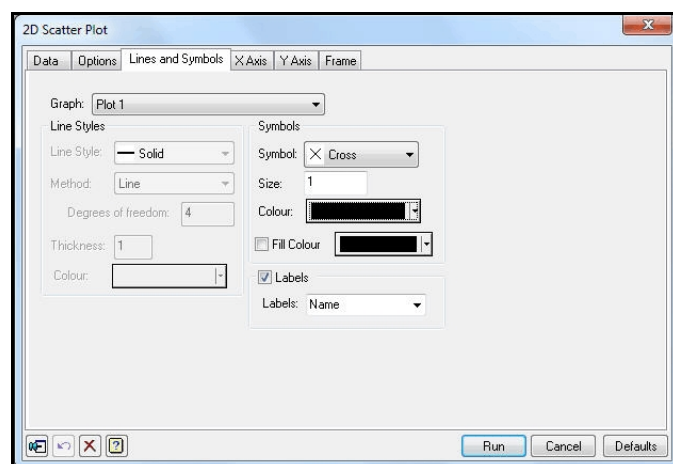 2D Scatter Plot
Data Options Lines and Symbols X Axis Y Axis Frame
Graph: Plot 1
Line Styles
Line Style: Solid
Method: Line
Degrees of freedom: 4
Thickness: 1
Colour:
Symbols
Symbol: Cross
Size: 1
Colour:
Fill Colour
Labels
Labels: Name
Run Cancel Defaults